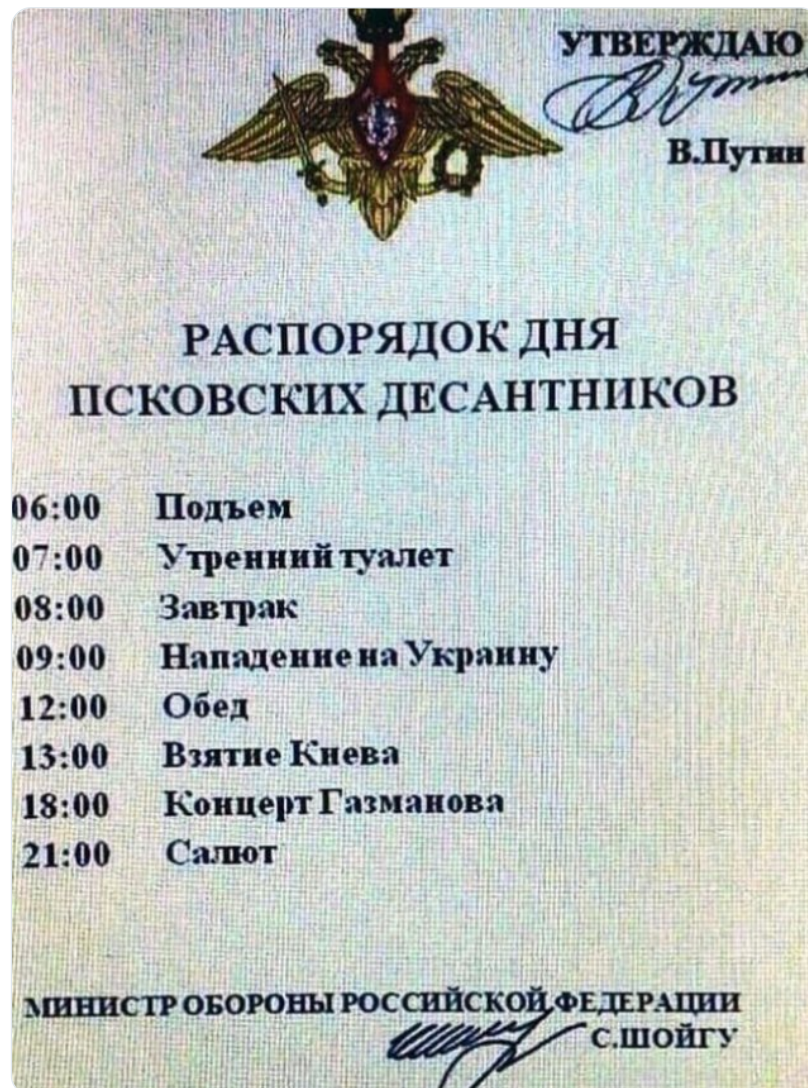 УТВЕРЖДАЮ
В.Путин
РАСПОРЯДОК ДНЯ
ПСКОВСКИХ ДЕСАНТНИКОВ
06:00 Подъем
07:00 Утренний туалет
08:00 Завтрак
09:00 Нападение на Украину
12:00 Обед
13:00 Взятие Киева
18:00 Концерт Газманова
21:00 Салют
МИНИСТР ОБОРОНЫ РОССИЙСКОЙ ФЕДЕРАЦИИ
С.ШОЙГУ